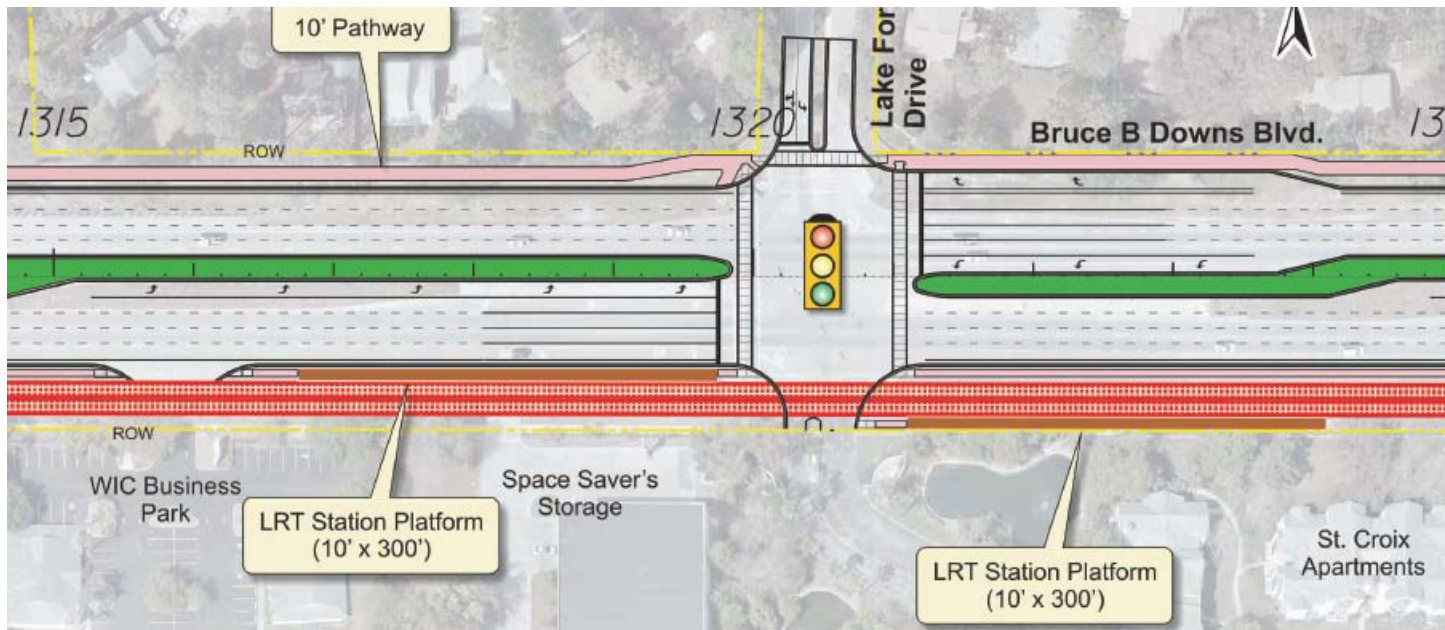 10' Pathway
Lake For
Drive
1315
1320
13
ROW
Bruce B Downs Blvd.
ROW
WIC Business
Park
LRT Station Platform
(10' x 300')
Space Saver's
Storage
LRT Station Platform
(10' x 300')
St. Croix
Apartments